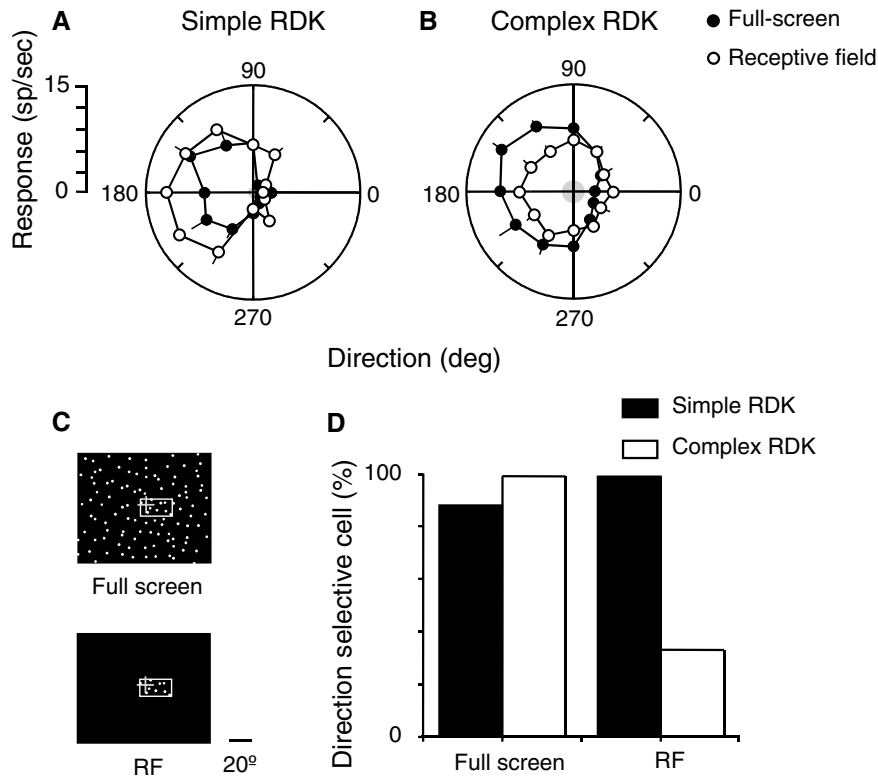 A Simple RDK
B Complex RDK
Full-screen
Receptive field
Response (sp/sec)
15
0
90
180
0
270
90
180
0
270
Direction (deg)
C
Full screen
RF
20º
D
Simple RDK
Complex RDK
Direction selective cell (%)
100
0
Full screen
RF